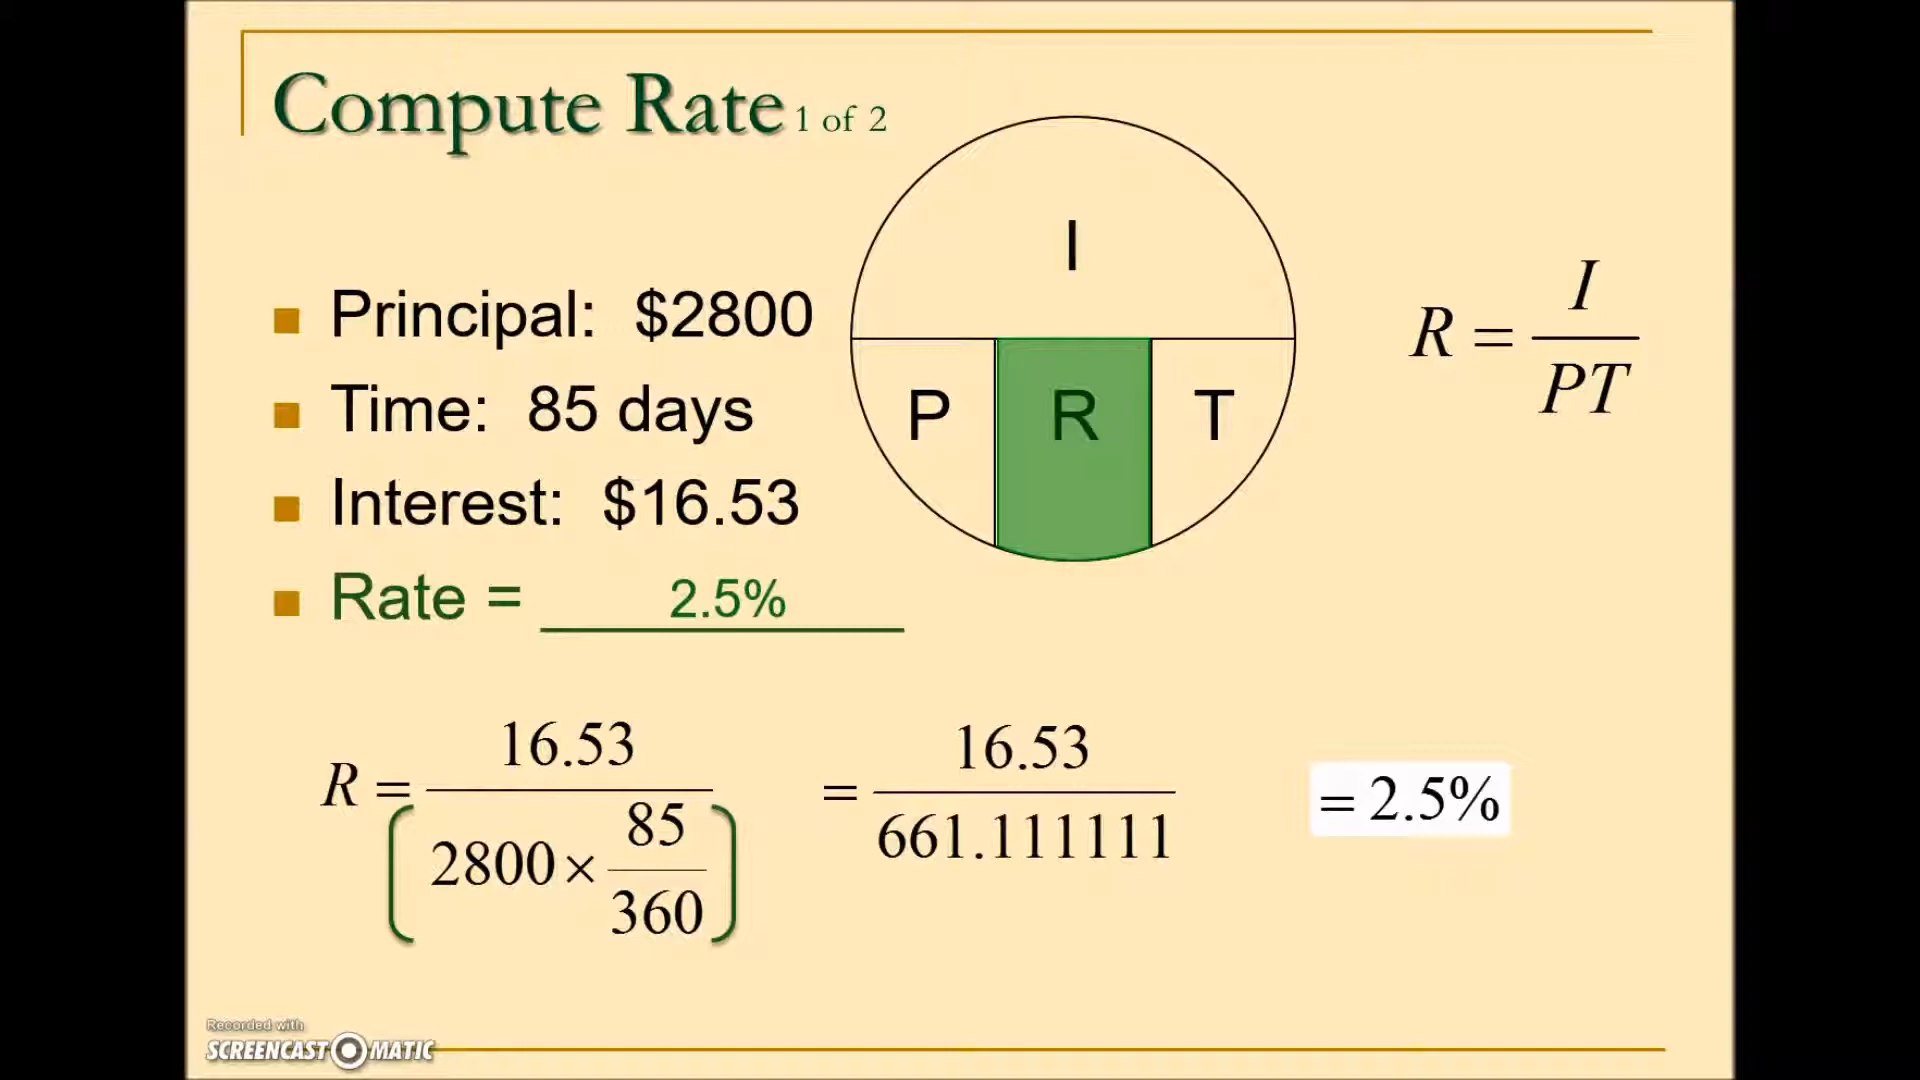 Compute Rate 1 of 2
I
P R T
R = I / PT
Principal: $2800
Time: 85 days
Interest: $16.53
Rate = 2.5%
R = 16.53 / (2800 × 85/360) = 16.53 / 661.111111 = 2.5%
Recorded with
SCREENCAST-O-MATIC